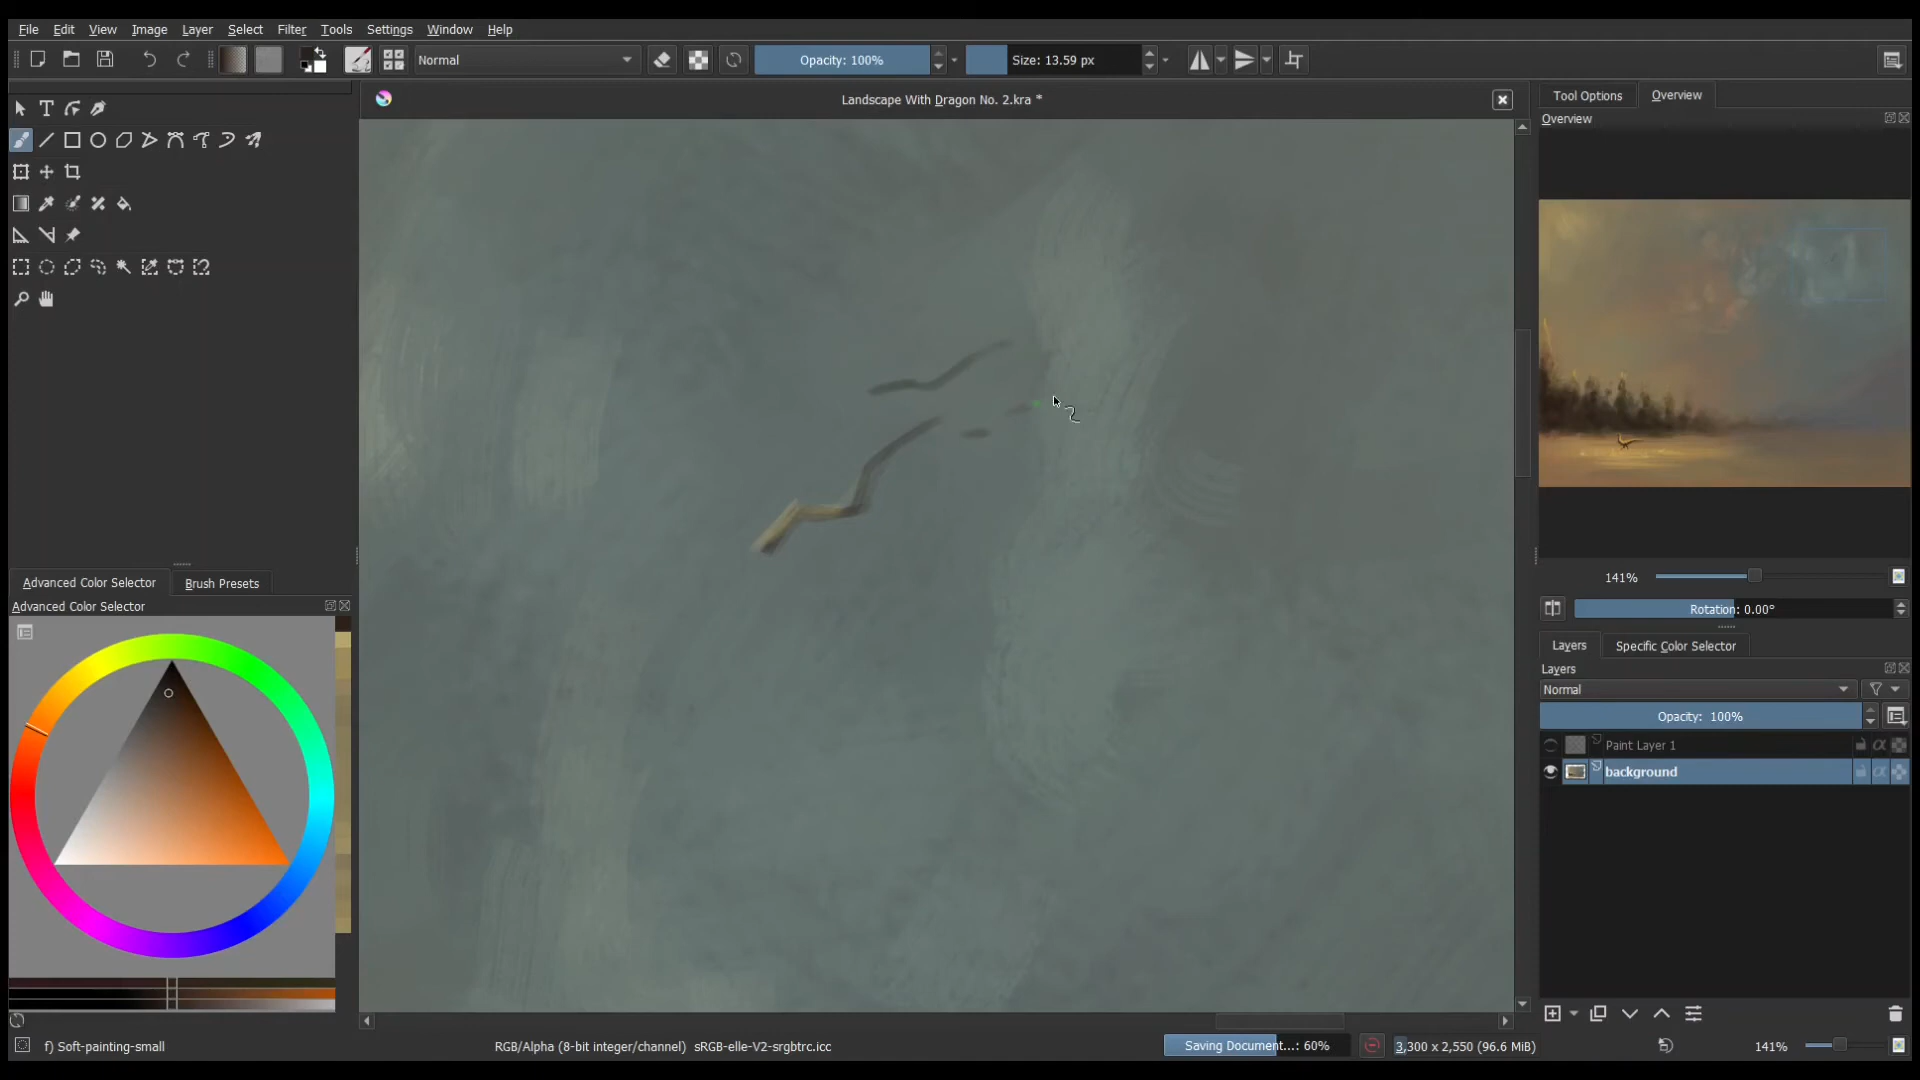 File Edit View Image Layer Select Filter Tools Settings Window Help
Normal
Opacity: 100%
Size: 13.59 px
Landscape With Dragon No. 2.kra *
Tool Options
Overview
Overview
141%
Rotation: 0.00°
Layers
Specific Color Selector
Layers
Normal
Opacity: 100%
Paint Layer 1
background
Advanced Color Selector
Brush Presets
Advanced Color Selector
f) Soft-painting-small
RGB/Alpha (8-bit integer/channel) sRGB-elle-V2-srgbtrc.icc
Saving Document...: 60%
3,300 x 2,550 (96.6 MiB)
141%